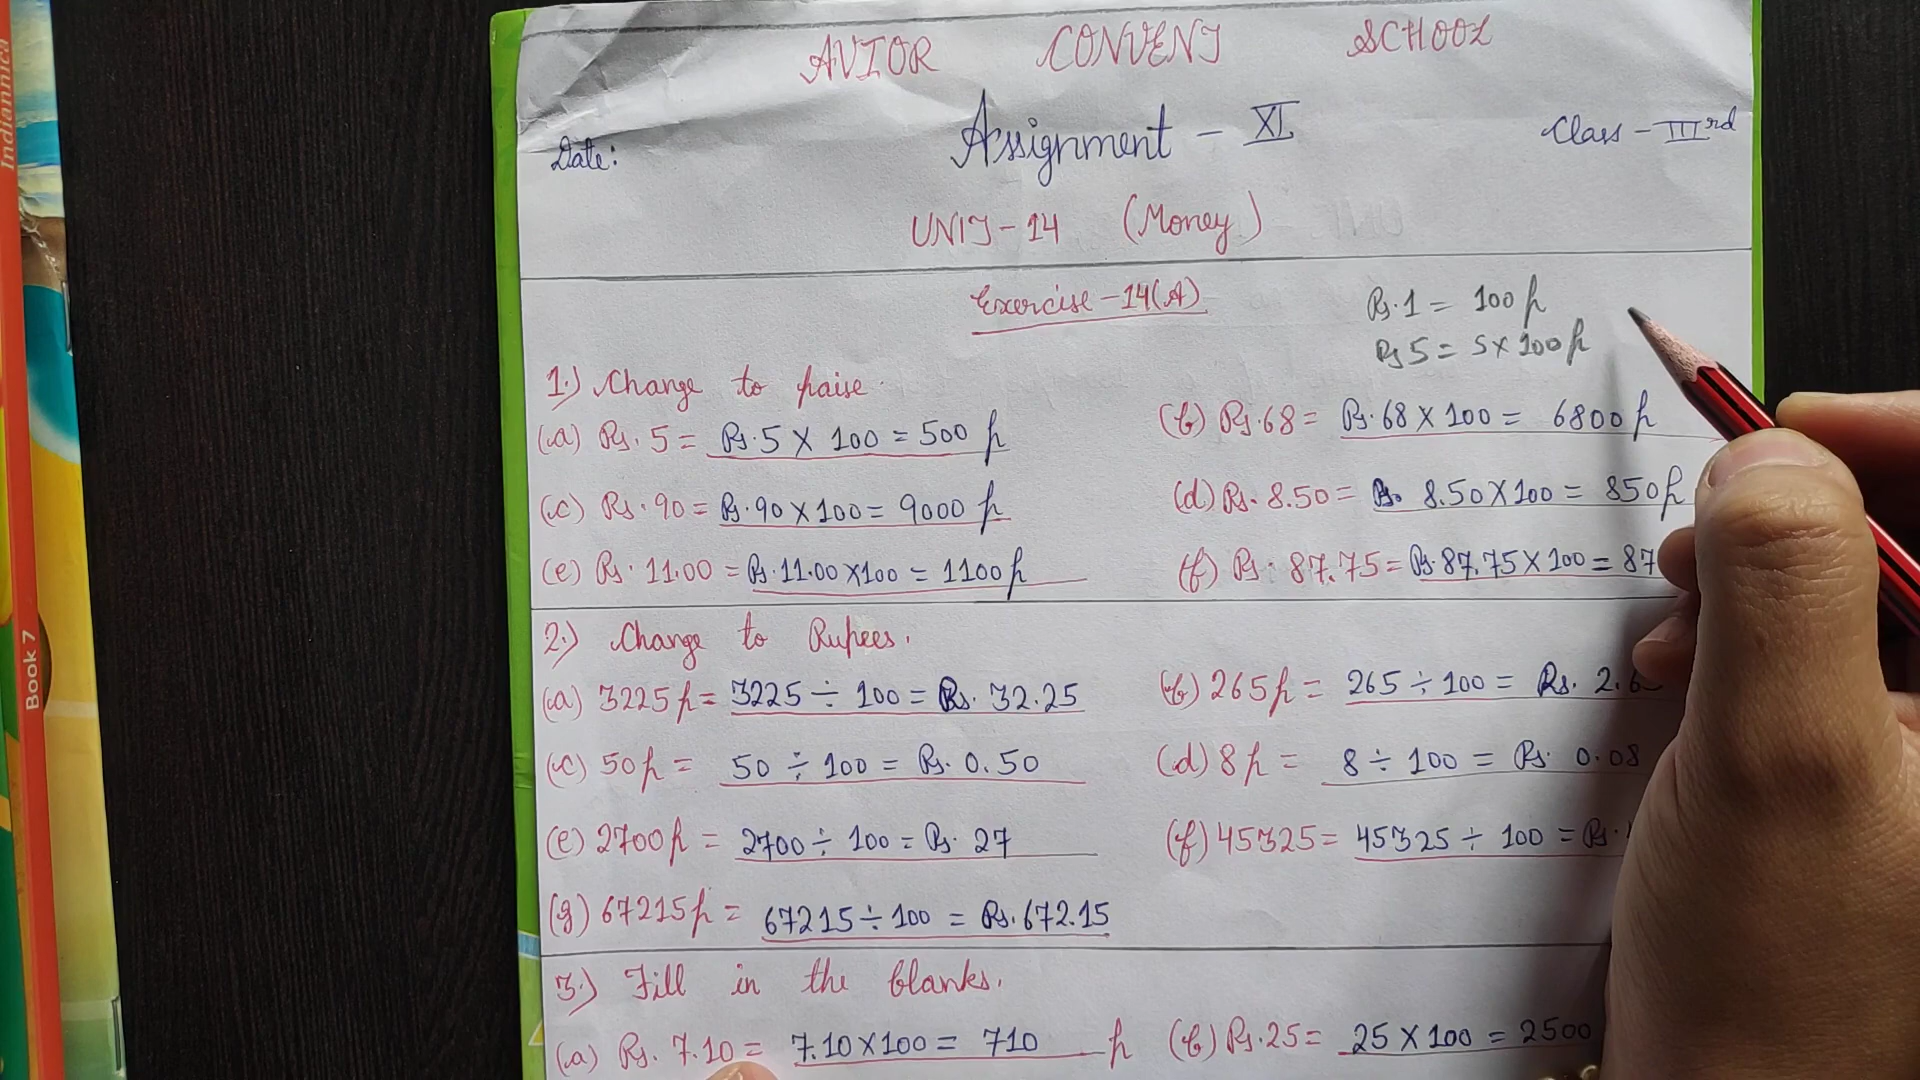 Indiannica
Book 7
AVIOR CONVENT SCHOOL
Date: Assignment - XI Class - III rd
UNIT - 14 (Money)
Exercise - 14(A)
Rs.1 = 100 p
Rs 5 = 5 x 100 p
1.) Change to paise.
(a) Rs. 5 = Rs. 5 X 100 = 500 p (b) Rs. 68 = Rs. 68 X 100 = 6800 p
(c) Rs. 90 = Rs. 90 X 100 = 9000 p (d) Rs. 8.50 = Rs. 8.50 X 100 = 850 p
(e) Rs. 11.00 = Rs. 11.00 X 100 = 1100 p (f) Rs. 87.75 = Rs. 87.75 X 100 = 87
2.) Change to Rupees.
(a) 3225 p = 3225 ÷ 100 = Rs. 32.25 (b) 265 p = 265 ÷ 100 = Rs. 2.6
(c) 50 p = 50 ÷ 100 = Rs. 0.50 (d) 8 p = 8 ÷ 100 = Rs. 0.08
(e) 2700 p = 2700 ÷ 100 = Rs. 27 (f) 45325 = 45325 ÷ 100 = Rs.
(g) 67215 p = 67215 ÷ 100 = Rs. 672.15
3.) Fill in the blanks.
(a) Rs. 7.10 = 7.10 X 100 = 710 p (b) Rs. 25 = 25 X 100 = 2500